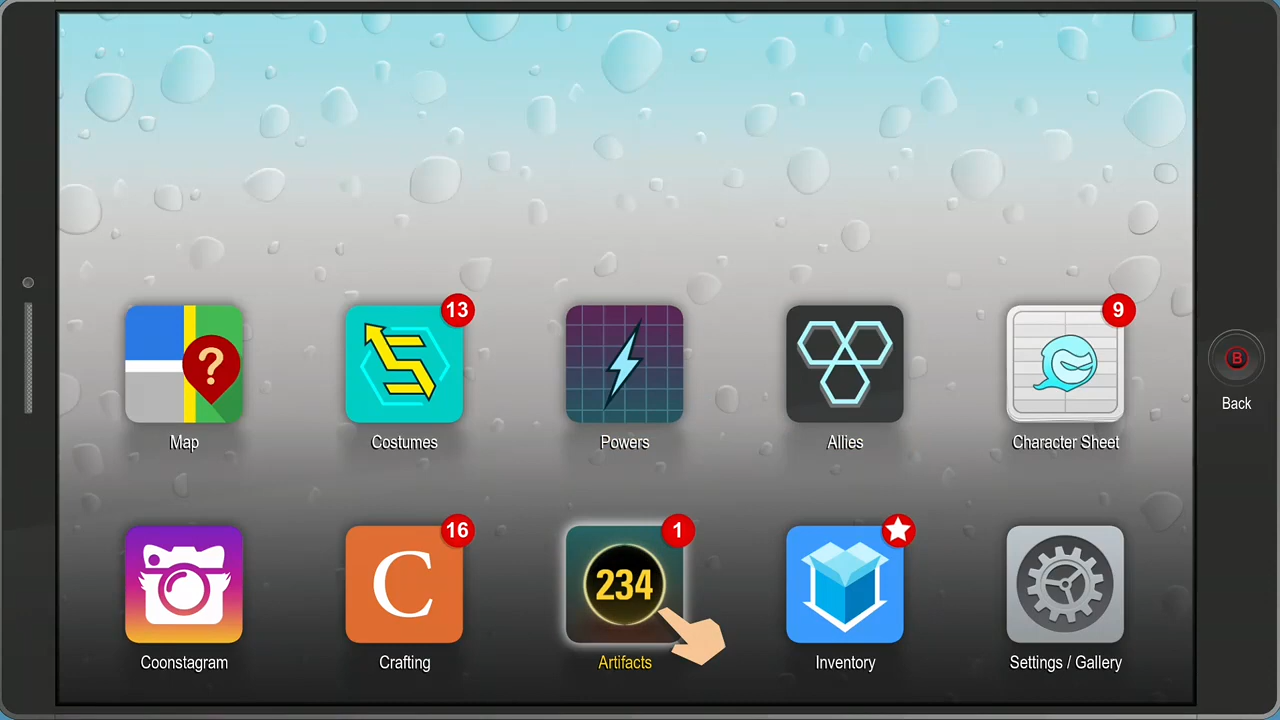 13
9
?
Map
Costumes
Powers
Allies
Character Sheet
B
Back
16
1
C
234
Coonstagram
Crafting
Artifacts
Inventory
Settings / Gallery